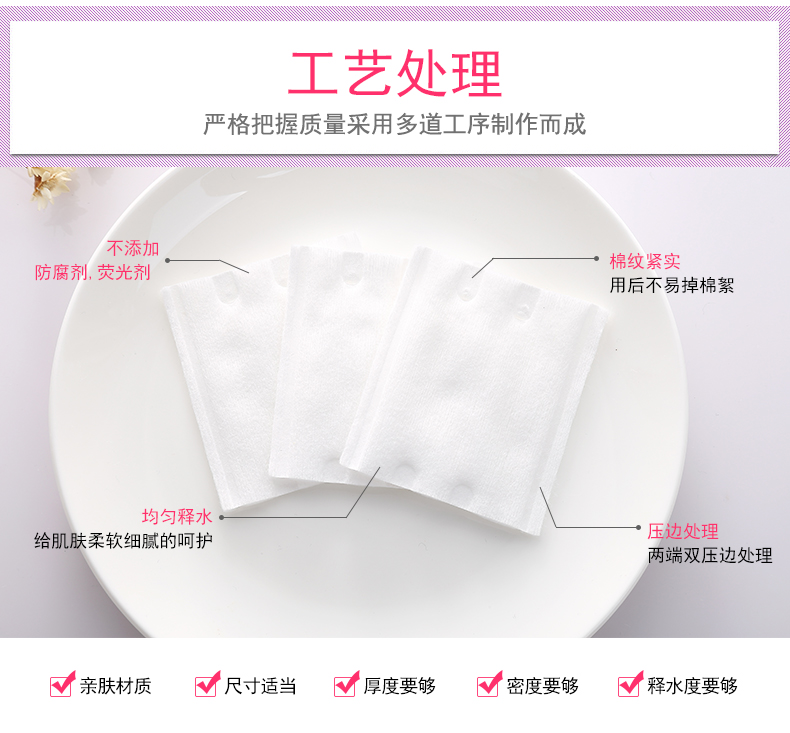 工艺处理
严格把握质量采用多道工序制作而成
不添加
防腐剂, 荧光剂
棉纹紧实
用后不易掉棉絮
均匀释水
给肌肤柔软细腻的呵护
压边处理
两端双压边处理
亲肤材质
尺寸适当
厚度要够
密度要够
释水度要够